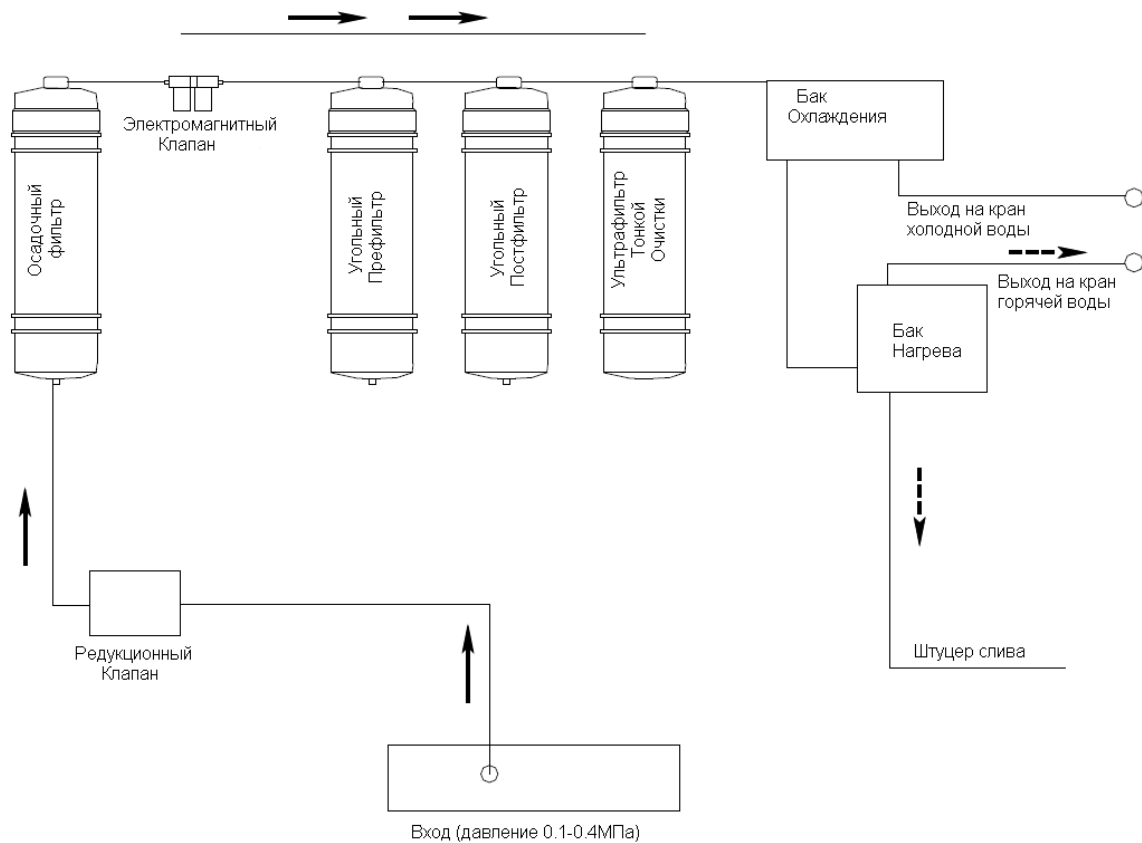 Электромагнитный
Клапан
Бак
Охлаждения
Осадочный
фильтр
Угольный
Префильтр
Угольный
Постфильтр
Ультрафильтр
Тонкой
Очистки
Выход на кран
холодной воды
Выход на кран
горячей воды
Бак
Нагрева
Редукционный
Клапан
Штуцер слива
Вход (давление 0.1-0.4МПа)